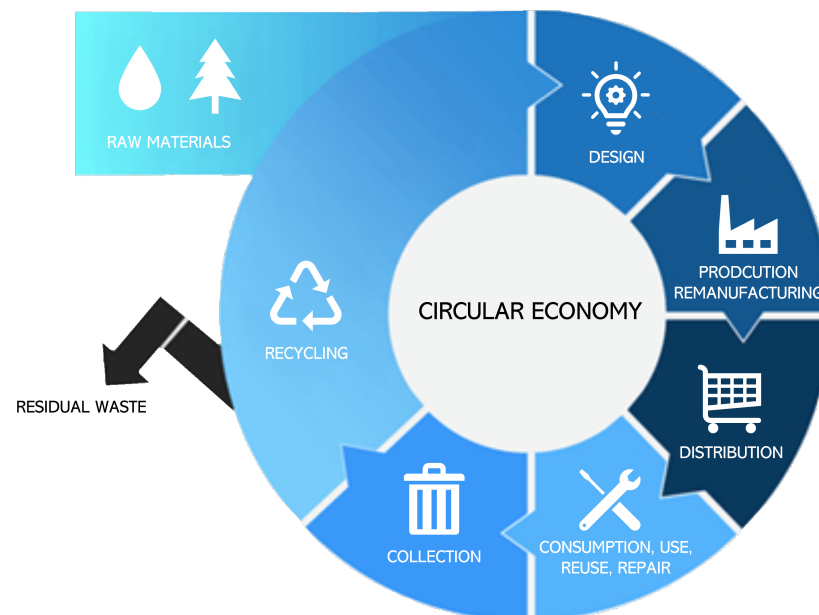 RAW MATERIALS
DESIGN
PRODCUTION
REMANUFACTURING
CIRCULAR ECONOMY
RECYCLING
RESIDUAL WASTE
DISTRIBUTION
CONSUMPTION, USE,
REUSE, REPAIR
COLLECTION